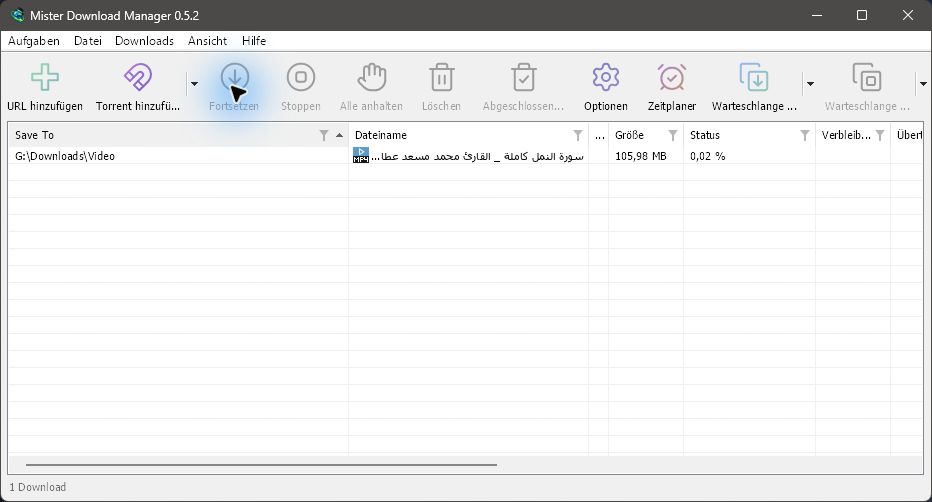 Mister Download Manager 0.5.2
Aufgaben Datei Downloads Ansicht Hilfe
URL hinzufügen Torrent hinzufü... Fortsetzen Stoppen Alle anhalten Löschen Abgeschlossen... Optionen Zeitplaner Warteschlange ... Warteschlange ...
Save To Dateiname ... Größe Status Verbleib... Übert
G:\Downloads\Video MP4 سورة النمل كاملة _ القارئ محمد مسعد عطا... 105,98 MB 0,02 %
1 Download